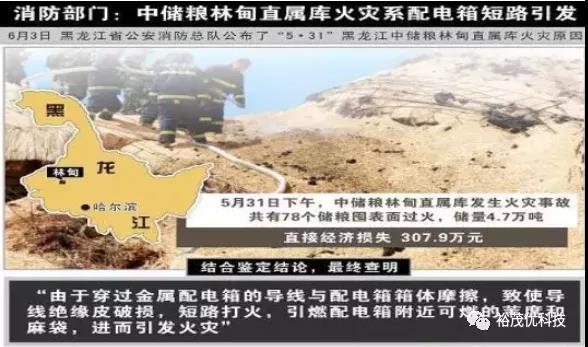 消防部门：中储粮林甸直属库火灾系配电箱短路引发
6月3日 黑龙江省公安消防总队公布了“5·31”黑龙江中储粮林甸直属库火灾原因
黑
龙
江
林甸
哈尔滨
5月31日下午，中储粮林甸直属库发生火灾事故
共有78个储粮囤表面过火，储量4.7万吨
直接经济损失 307.9万元
结合鉴定结论，最终查明
“由于穿过金属配电箱的导线与配电箱箱体摩擦，致使导
线绝缘皮破损，短路打火，引燃配电箱附近可燃的苇席和
麻袋，进而引发火灾”
裕茂优科技